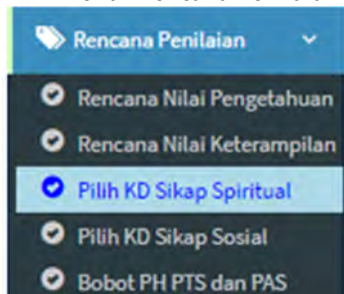 Rencana Penilaian
Rencana Nilai Pengetahuan
Rencana Nilai Keterampilan
Pilih KD Sikap Spiritual
Pilih KD Sikap Sosial
Bobot PH PTS dan PAS